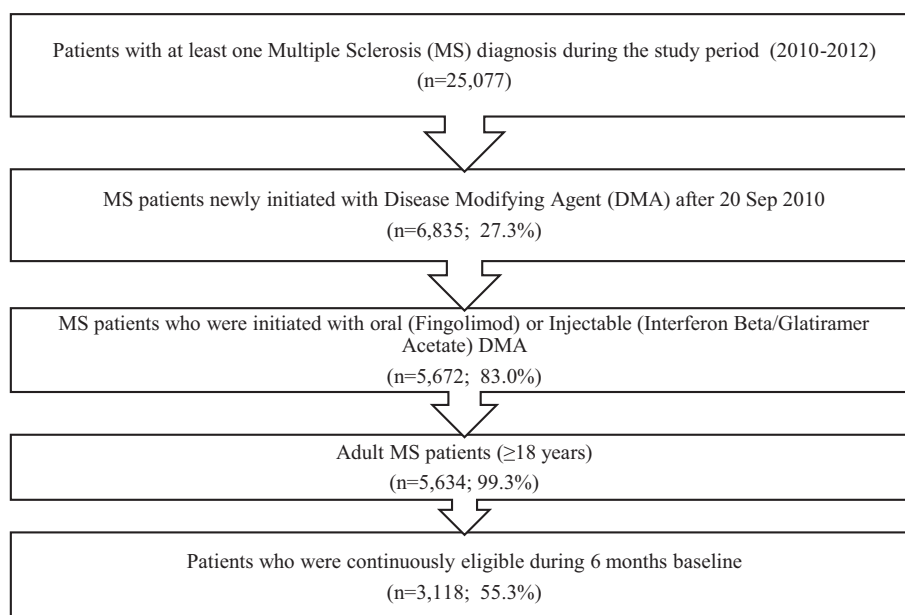 Patients with at least one Multiple Sclerosis (MS) diagnosis during the study period (2010-2012)
(n=25,077)
MS patients newly initiated with Disease Modifying Agent (DMA) after 20 Sep 2010
(n=6,835; 27.3%)
MS patients who were initiated with oral (Fingolimod) or Injectable (Interferon Beta/Glatiramer
Acetate) DMA
(n=5,672; 83.0%)
Adult MS patients (≥18 years)
(n=5,634; 99.3%)
Patients who were continuously eligible during 6 months baseline
(n=3,118; 55.3%)